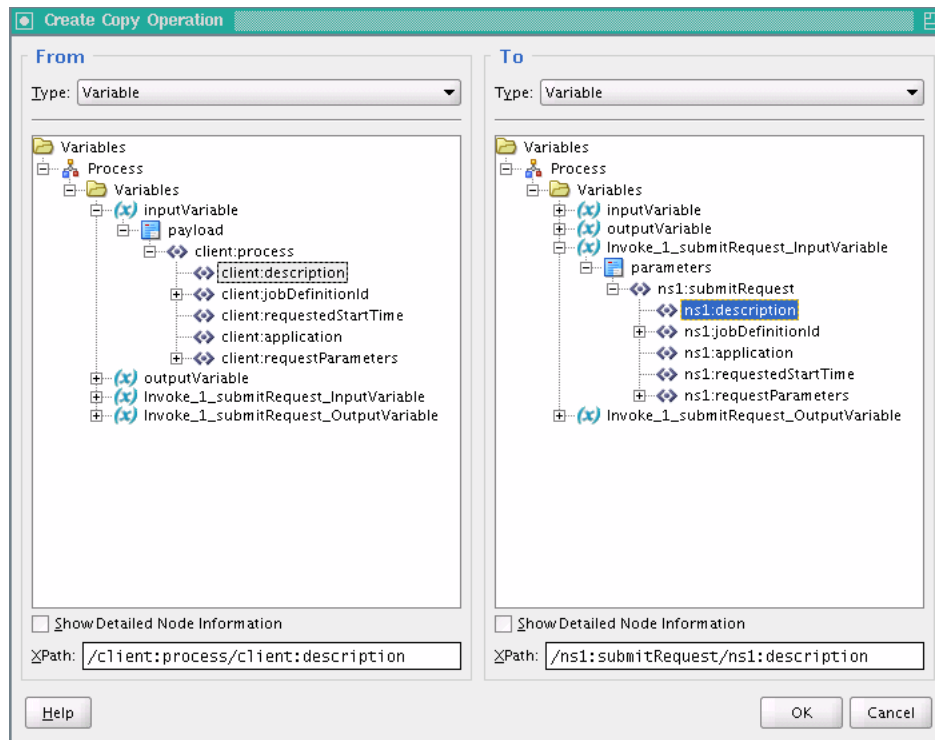 Create Copy Operation
From
Type: Variable
Variables
Process
Variables
(x) inputVariable
payload
client:process
client:description
client:jobDefinitionId
client:requestedStartTime
client:application
client:requestParameters
(x) outputVariable
(x) Invoke_1_submitRequest_InputVariable
(x) Invoke_1_submitRequest_OutputVariable
Show Detailed Node Information
XPath: /client:process/client:description
To
Type: Variable
Variables
Process
Variables
(x) inputVariable
(x) outputVariable
(x) Invoke_1_submitRequest_InputVariable
parameters
ns1:submitRequest
ns1:description
ns1:jobDefinitionId
ns1:application
ns1:requestedStartTime
ns1:requestParameters
(x) Invoke_1_submitRequest_OutputVariable
Show Detailed Node Information
XPath: /ns1:submitRequest/ns1:description
Help
OK
Cancel